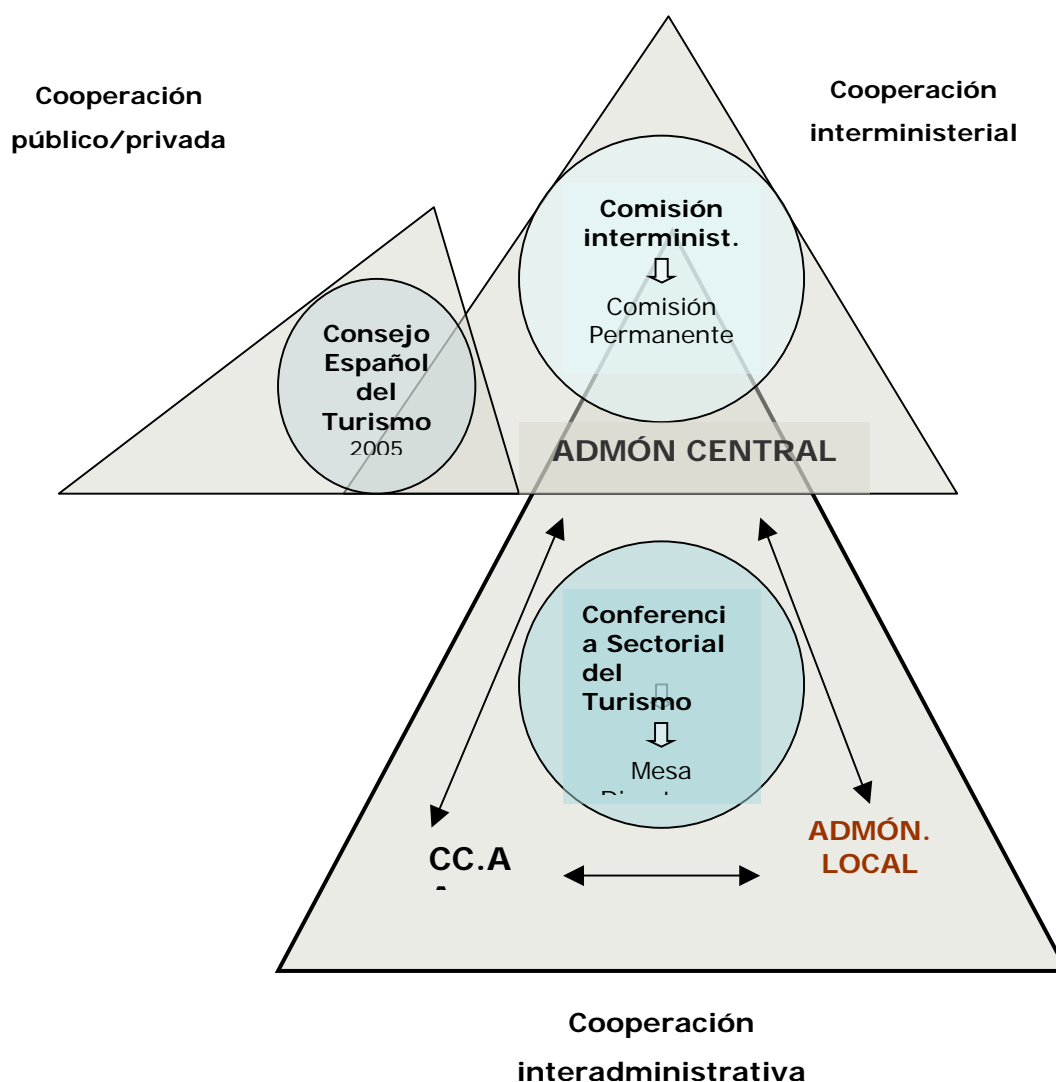 Cooperación
público/privada
Cooperación
interministerial
Comisión
interminist.
Comisión
Permanente
Consejo
Español
del
Turismo
2005
ADMÓN CENTRAL
Conferenci
a Sectorial
del
Turismo
Mesa
CC.A
ADMÓN.
LOCAL
Cooperación
interadministrativa